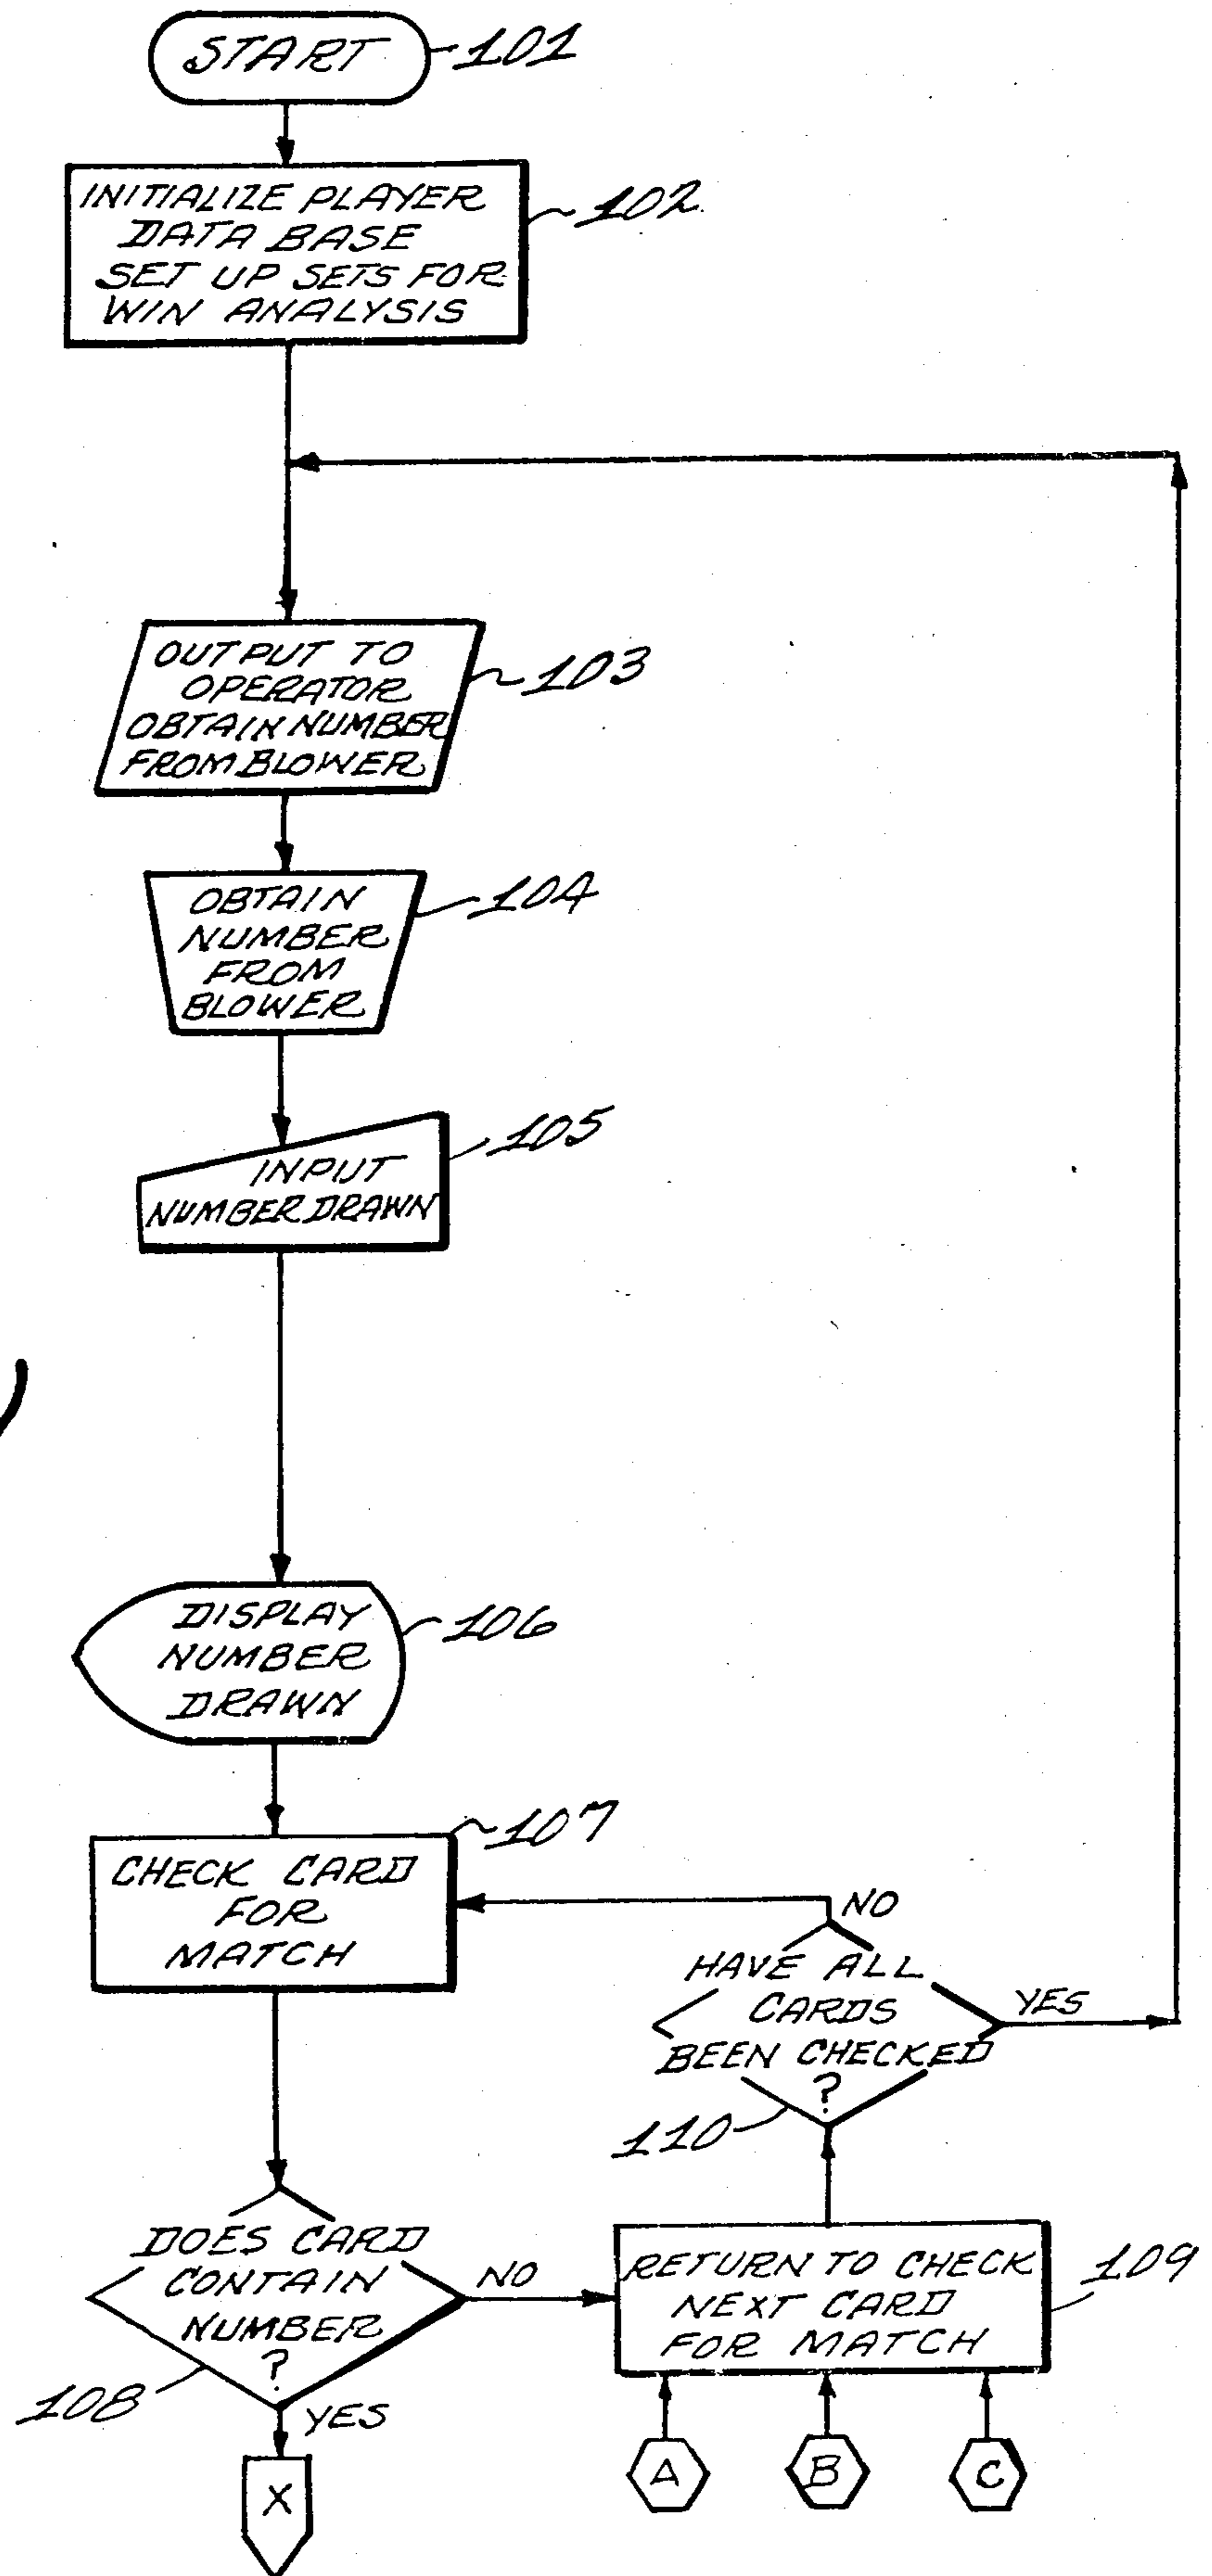 START
101
INITIALIZE PLAYER
DATA BASE
SET UP SETS FOR
WIN ANALYSIS
102
OUTPUT TO
OPERATOR
OBTAIN NUMBER
FROM BLOWER
103
OBTAIN
NUMBER
FROM
BLOWER
104
INPUT
NUMBER DRAWN
105
DISPLAY
NUMBER
DRAWN
106
CHECK CARD
FOR
MATCH
107
NO
HAVE ALL
CARDS
BEEN CHECKED
?
YES
110
DOES CARD
CONTAIN
NUMBER
?
NO
108
YES
RETURN TO CHECK
NEXT CARD
FOR MATCH
109
X
A
B
C